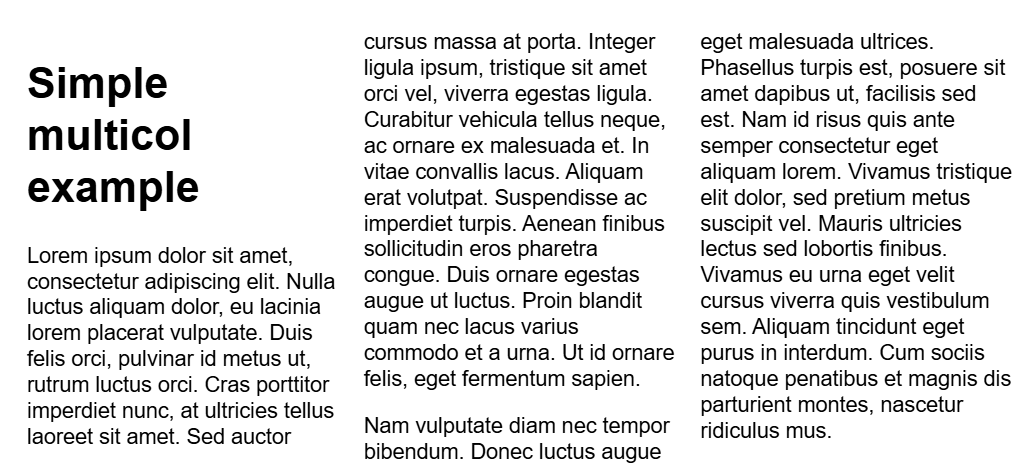 Simple
multicol
example
Lorem ipsum dolor sit amet,
consectetur adipiscing elit. Nulla
luctus aliquam dolor, eu lacinia
lorem placerat vulputate. Duis
felis orci, pulvinar id metus ut,
rutrum luctus orci. Cras porttitor
imperdiet nunc, at ultricies tellus
laoreet sit amet. Sed auctor
cursus massa at porta. Integer
ligula ipsum, tristique sit amet
orci vel, viverra egestas ligula.
Curabitur vehicula tellus neque,
ac ornare ex malesuada et. In
vitae convallis lacus. Aliquam
erat volutpat. Suspendisse ac
imperdiet turpis. Aenean finibus
sollicitudin eros pharetra
congue. Duis ornare egestas
augue ut luctus. Proin blandit
quam nec lacus varius
commodo et a urna. Ut id ornare
felis, eget fermentum sapien.
Nam vulputate diam nec tempor
bibendum. Donec luctus augue
eget malesuada ultrices.
Phasellus turpis est, posuere sit
amet dapibus ut, facilisis sed
est. Nam id risus quis ante
semper consectetur eget
aliquam lorem. Vivamus tristique
elit dolor, sed pretium metus
suscipit vel. Mauris ultricies
lectus sed lobortis finibus.
Vivamus eu urna eget velit
cursus viverra quis vestibulum
sem. Aliquam tincidunt eget
purus in interdum. Cum sociis
natoque penatibus et magnis dis
parturient montes, nascetur
ridiculus mus.